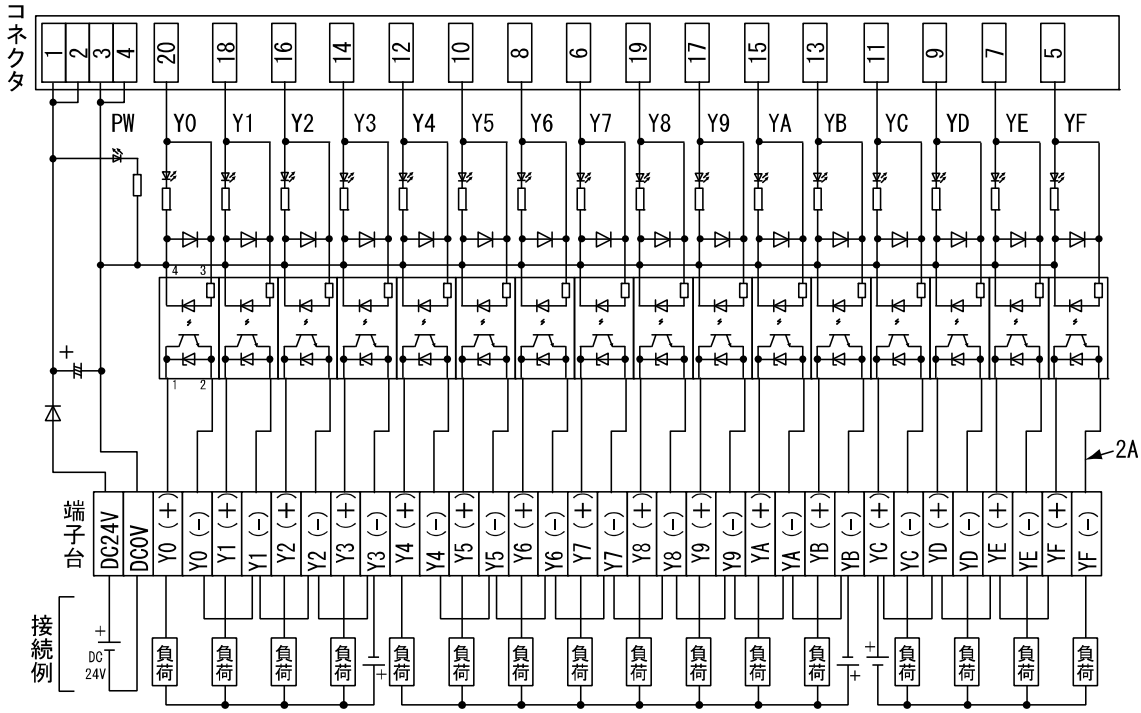 コネクタ
1 2 3 4 20 18 16 14 12 10 8 6 19 17 15 13 11 9 7 5
PW Y0 Y1 Y2 Y3 Y4 Y5 Y6 Y7 Y8 Y9 YA YB YC YD YE YF
4 3
1 2
+
2A
端子台
DC24V DC0V Y0(+) Y0(-) Y1(+) Y1(-) Y2(+) Y2(-) Y3(+) Y3(-) Y4(+) Y4(-) Y5(+) Y5(-) Y6(+) Y6(-) Y7(+) Y7(-) Y8(+) Y8(-) Y9(+) Y9(-) YA(+) YA(-) YB(+) YB(-) YC(+) YC(-) YD(+) YD(-) YE(+) YE(-) YF(+) YF(-)
接続例
+
DC
24V
負荷 負荷 負荷 負荷 + 負荷 負荷 負荷 負荷 負荷 負荷 負荷 負荷 + + 負荷 負荷 負荷 負荷